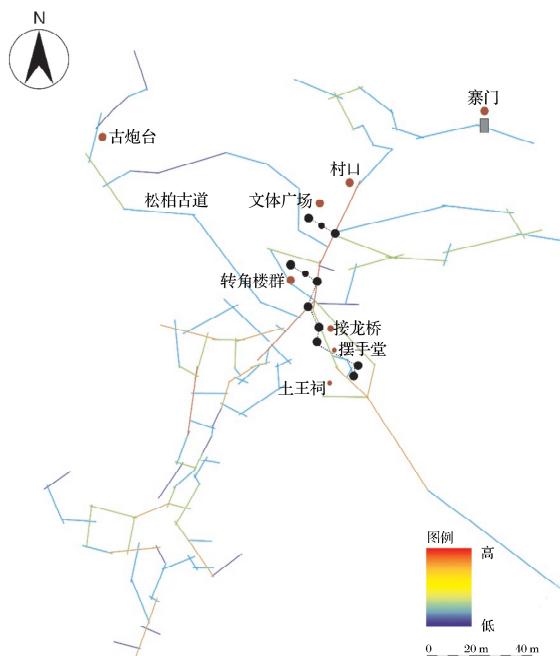 N
寨门
古炮台
村口
松柏古道
文体广场
转角楼群
接龙桥
摆手堂
土王祠
图例
高
低
0 20 m 40 m